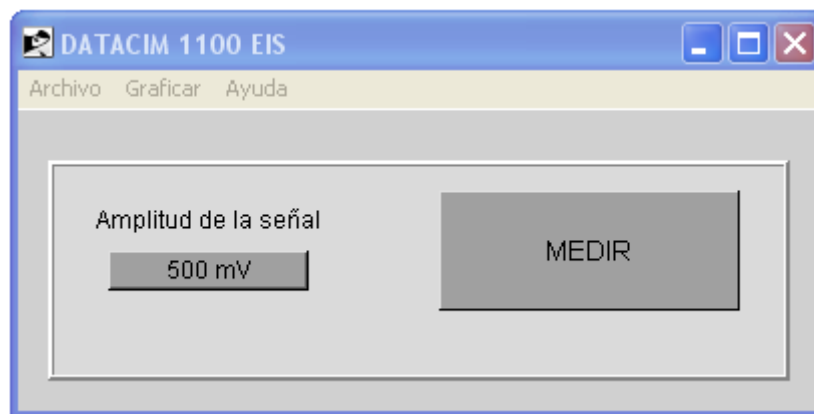 DATACIM 1100 EIS
Archivo Graficar Ayuda
Amplitud de la señal
500 mV
MEDIR